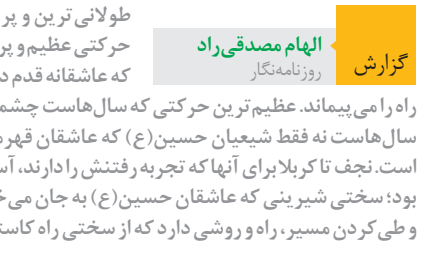 گزارش
الهام مصدقی‌راد
روزنامه‌نگار
طولانی‌ترین و پر
حرکتی عظیم و پر
که عاشقانه قدم د
راه را می‌پیماند. عظیم‌ترین حرکتی که سال‌هاست چشم
سال‌هاست نه فقط شیعیان حسین(ع) که عاشقان قهر
است. نجف تا کربلا برای آنها که تجربه رفتنش را دارند، آس
بود؛ سختی شیرینی که عاشقان حسین(ع) به جان می‌خ
و طی کردن مسیر، راه و روشی دارد که از سختی راه کاست